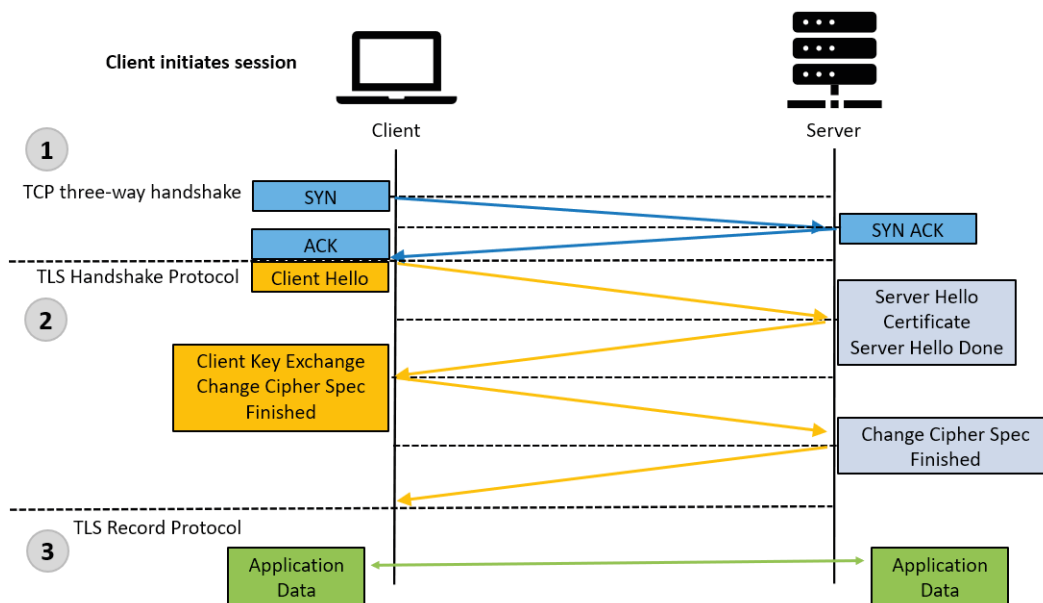 Client initiates session
Client
Server
1
TCP three-way handshake
SYN
SYN ACK
ACK
TLS Handshake Protocol
Client Hello
2
Server Hello
Certificate
Server Hello Done
Client Key Exchange
Change Cipher Spec
Finished
Change Cipher Spec
Finished
TLS Record Protocol
3
Application
Data
Application
Data